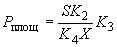 Pплощ = SK2 / K4X K3